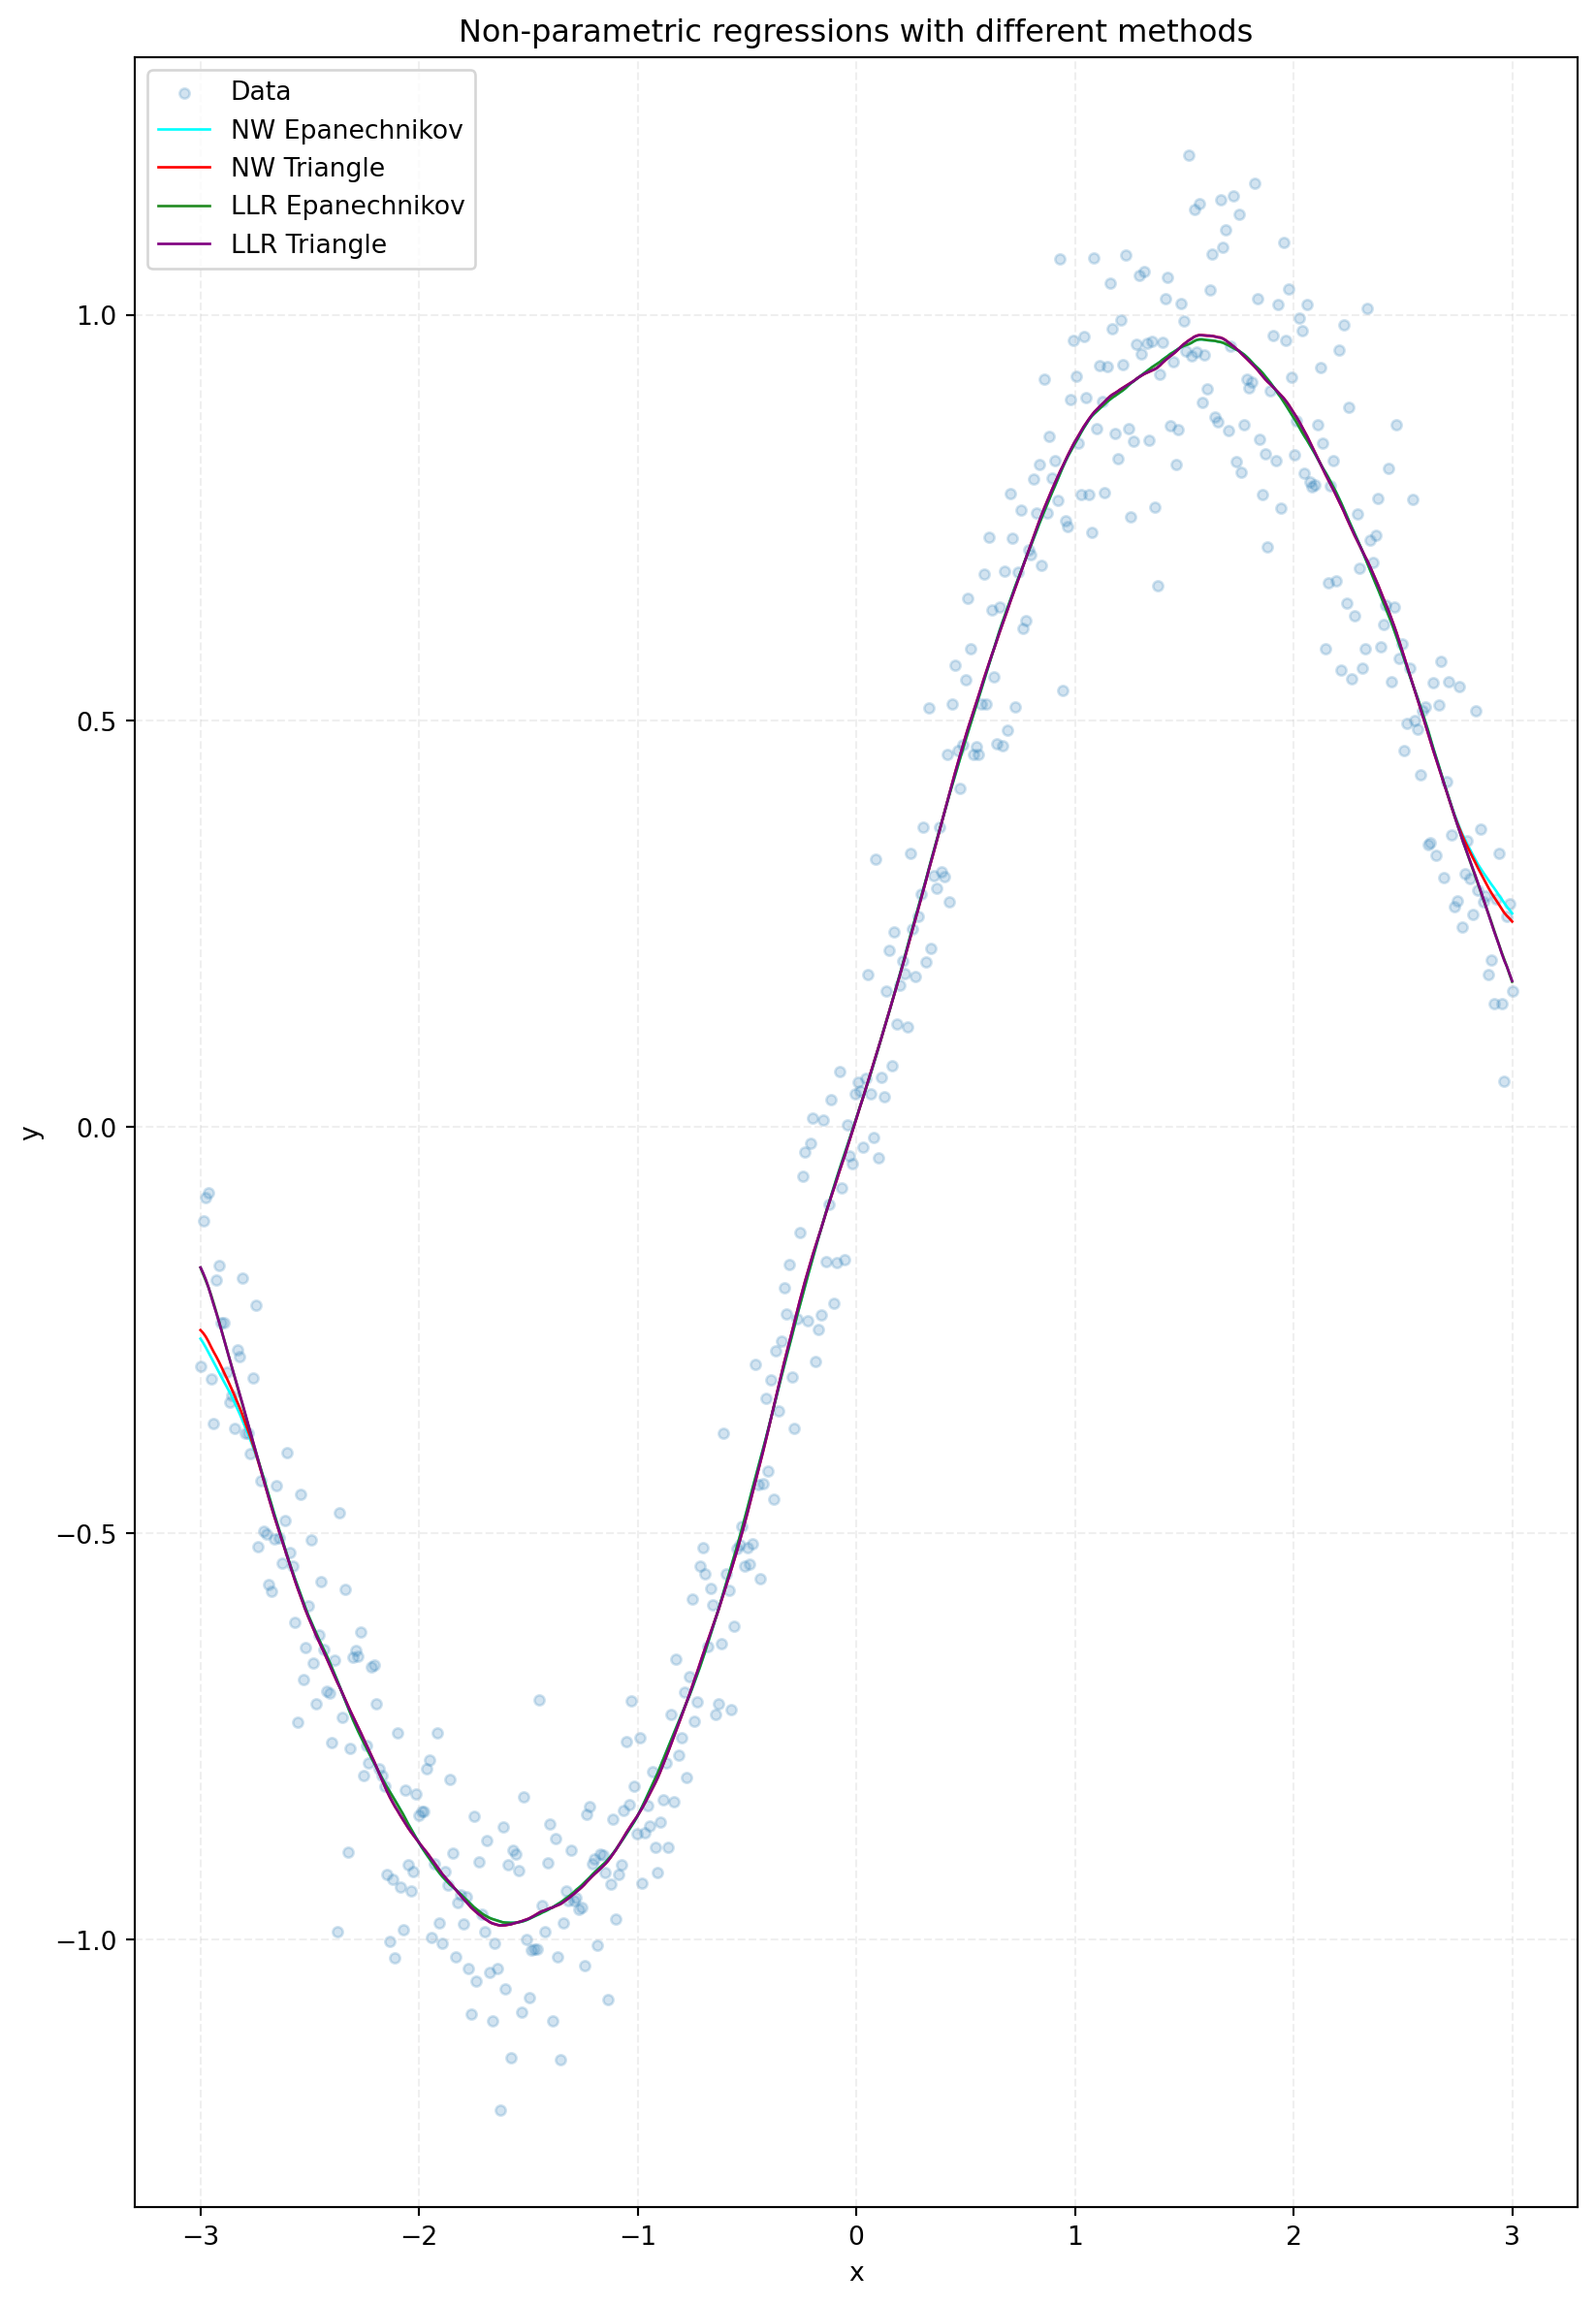 Non-parametric regressions with different methods
Data
NW Epanechnikov
NW Triangle
LLR Epanechnikov
LLR Triangle
1.0
0.5
0.0
−0.5
−1.0
y
−3 −2 −1 0 1 2 3
x